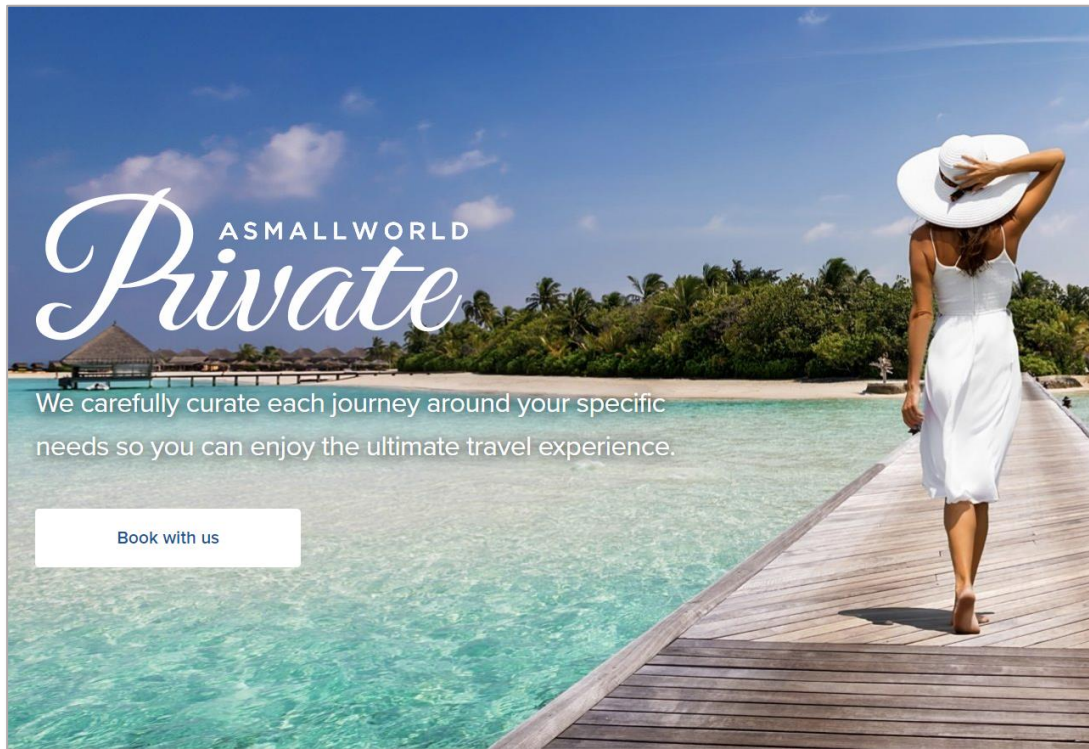 ASMALLWORLD
Private
We carefully curate each journey around your specific
needs so you can enjoy the ultimate travel experience.
Book with us